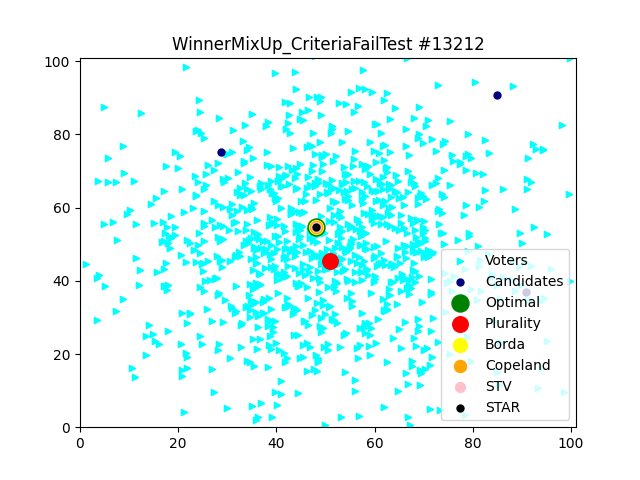 WinnerMixUp_CriteriaFailTest #13212
100
80
60
40
20
0
0 20 40 60 80 100
Voters
Candidates
Optimal
Plurality
Borda
Copeland
STV
STAR